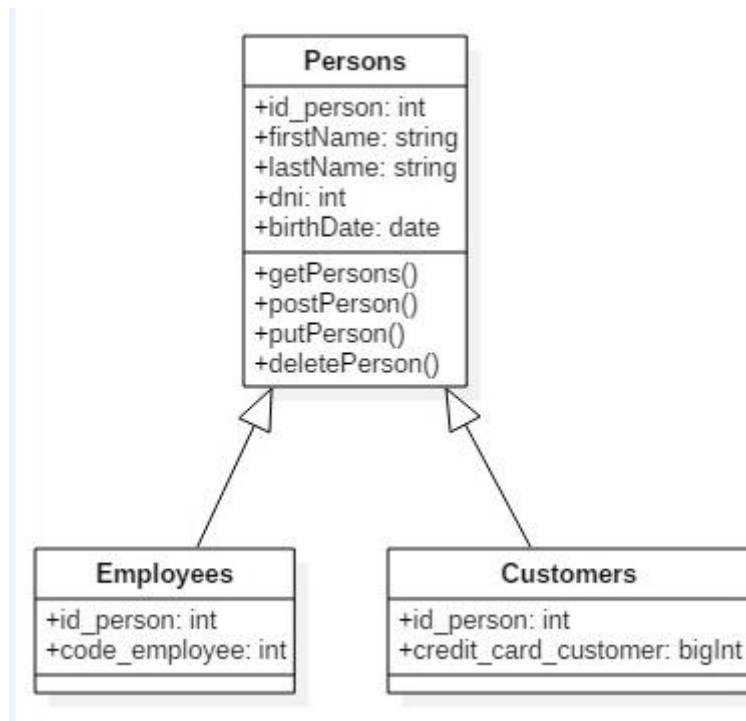 Persons
+id_person: int
+firstName: string
+lastName: string
+dni: int
+birthDate: date
+getPersons()
+postPerson()
+putPerson()
+deletePerson()
Employees
+id_person: int
+code_employee: int
Customers
+id_person: int
+credit_card_customer: bigInt